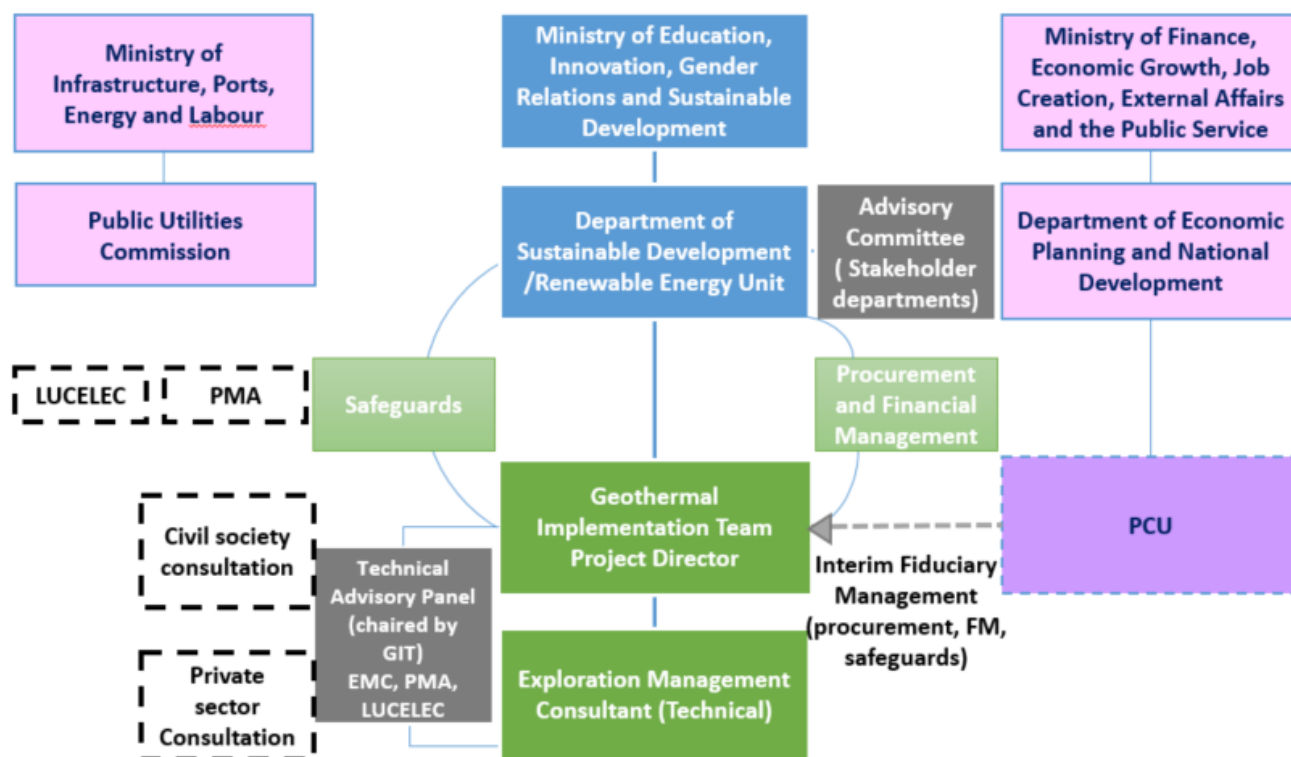 Ministry of
Infrastructure, Ports,
Energy and Labour
Ministry of Education,
Innovation, Gender
Relations and Sustainable
Development
Ministry of Finance,
Economic Growth, Job
Creation, External Affairs
and the Public Service
Public Utilities
Commission
Department of
Sustainable Development
/Renewable Energy Unit
Advisory
Committee
( Stakeholder
departments)
Department of Economic
Planning and National
Development
LUCELEC
PMA
Safeguards
Procurement
and Financial
Management
Civil society
consultation
Technical
Advisory Panel
(chaired by
GIT)
EMC, PMA,
LUCELEC
Geothermal
Implementation Team
Project Director
Interim Fiduciary
Management
(procurement, FM,
safeguards)
PCU
Private
sector
Consultation
Exploration Management
Consultant (Technical)